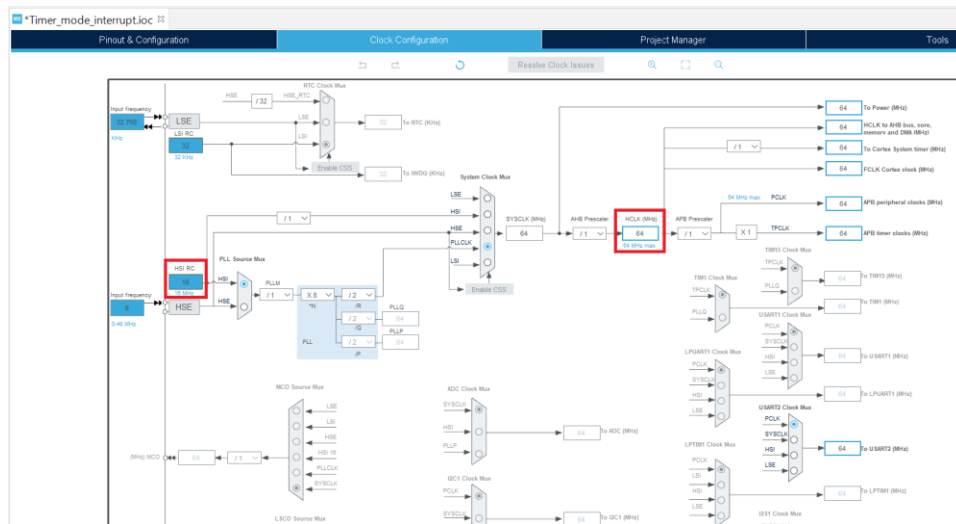 *Timer_mode_interrupt.ioc
Pinout & Configuration
Clock Configuration
Project Manager
Tools
Resolve Clock Issues
RTC Clock Mux
HSE
/ 32
HSE_RTC
Input frequency
32.768
KHz
LSE
LSE
LSI RC
32
32 KHz
LSI
32
To RTC (KHz)
Enable CSS
32
To IWDG (KHz)
System Clock Mux
LSE
HSI
HSE
PLLCLK
LSI
/ 1
Enable CSS
SYSCLK (MHz)
64
AHB Prescaler
/ 1
HCLK (MHz)
64
64 MHz max
APB Prescaler
/ 1
64
To Power (MHz)
64
HCLK to AHB bus, core,
memory and DMA (MHz)
/ 1
64
To Cortex System timer (MHz)
64
FCLK Cortex clock (MHz)
64 MHz max
PCLK
64
APB peripheral clocks (MHz)
X 1
TPCLK
64
APB timer clocks (MHz)
HSI RC
16
HSI
Input frequency
8
0-48 MHz
HSE
HSE
PLL Source Mux
PLLM
/ 1
X 8
*N
/ 2
/R
/ 2
/Q
/ 2
/P
PLL
PLLQ
64
PLLP
64
TPCLK
PLLQ
64
TIM1 Clock Mux
TPCLK
PLLQ
64
To TIM1 (MHz)
USART1 Clock Mux
PCLK
SYSCLK
HSI
LSE
64
To USART1 (MHz)
LPUART1 Clock Mux
PCLK
SYSCLK
HSI
LSE
64
To LPUART1 (MHz)
USART2 Clock Mux
PCLK
SYSCLK
HSI
LSE
64
To USART2 (MHz)
LPTIM1 Clock Mux
PCLK
LSI
HSI
LSE
64
To LPTIM1 (MHz)
MCO Source Mux
LSE
LSI
HSE
HSI 16
PLLCLK
SYSCLK
(MHz) MCO
64
/ 1
ADC Clock Mux
SYSCLK
HSI
PLLP
64
To ADC (MHz)
I2C1 Clock Mux
PCLK
SYSCLK
64
To I2C1 (MHz)
LSCO Source Mux
I2S1 Clock Mux